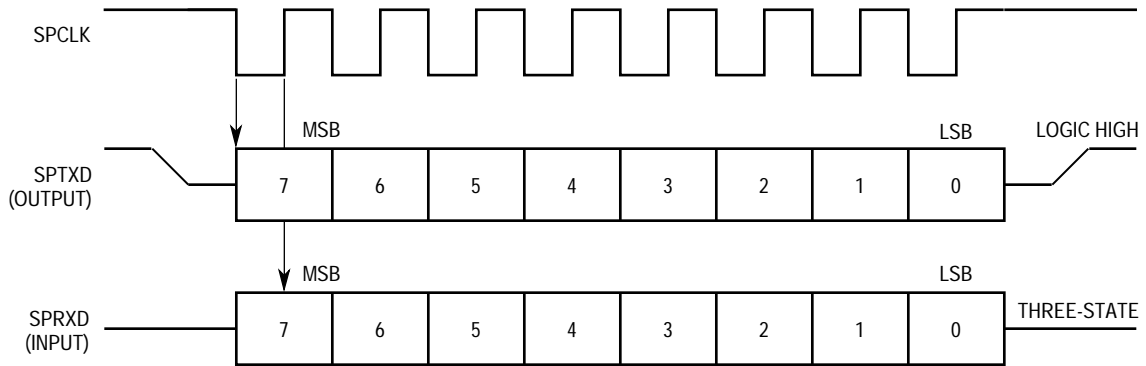 SPCLK
MSB
LSB
LOGIC HIGH
SPTXD
(OUTPUT)
7 6 5 4 3 2 1 0
MSB
LSB
THREE-STATE
SPRXD
(INPUT)
7 6 5 4 3 2 1 0